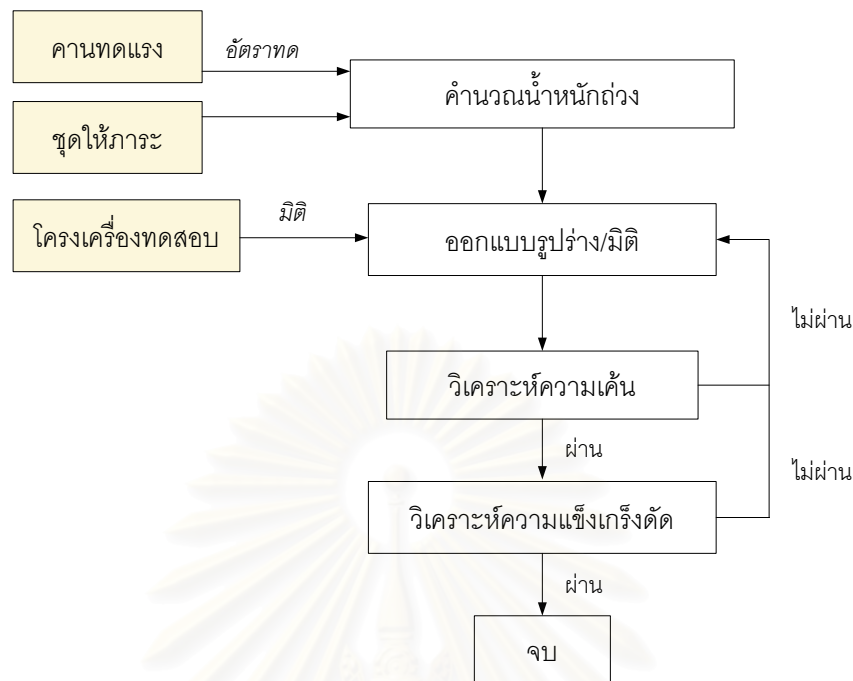 คานทดแรง
อัตราทด
คำนวณน้ำหนักถ่วง
ชุดให้ภาระ
โครงเครื่องทดสอบ
มิติ
ออกแบบรูปร่าง/มิติ
ไม่ผ่าน
วิเคราะห์ความเค้น
ผ่าน
ไม่ผ่าน
วิเคราะห์ความแข็งเกร็งดัด
ผ่าน
จบ